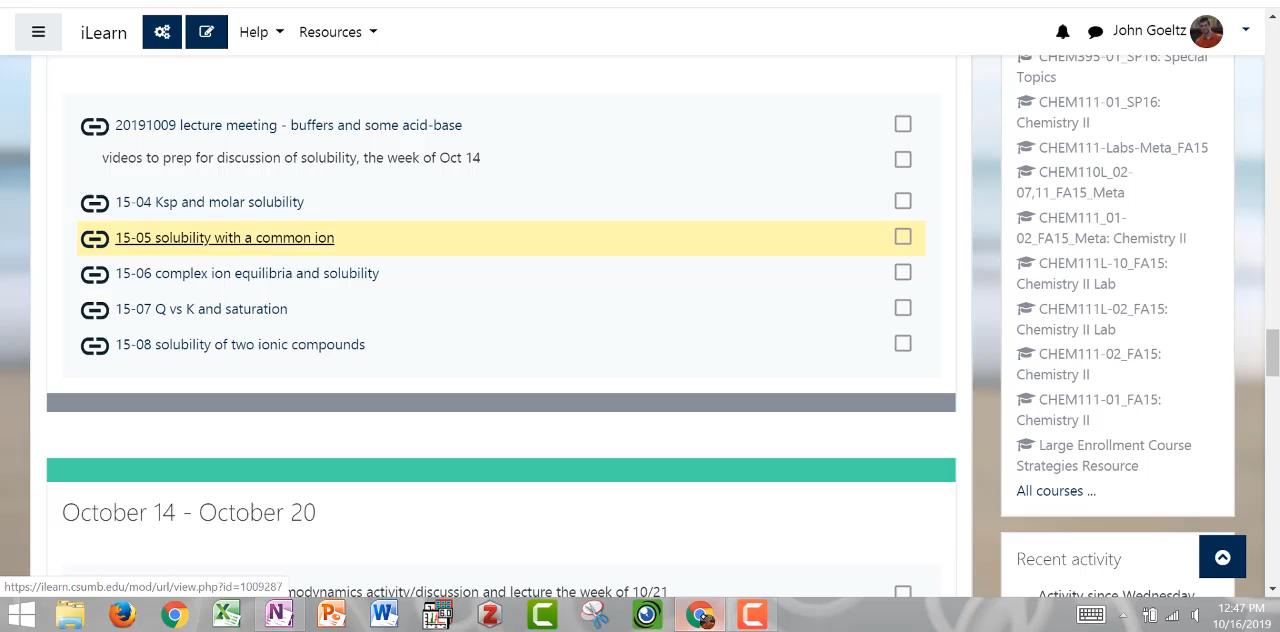 iLearn
Help
Resources
John Goeltz
20191009 lecture meeting - buffers and some acid-base
videos to prep for discussion of solubility, the week of Oct 14
15-04 Ksp and molar solubility
15-05 solubility with a common ion
15-06 complex ion equilibria and solubility
15-07 Q vs K and saturation
15-08 solubility of two ionic compounds
October 14 - October 20
nodynamics activity/discussion and lecture the week of 10/21
https://ilearn.csumb.edu/mod/url/view.php?id=1009287
CHEM395-01_SP16: Special
Topics
CHEM111-01_SP16:
Chemistry II
CHEM111-Labs-Meta_FA15
CHEM110L_02-
07,11_FA15_Meta
CHEM111_01-
02_FA15_Meta: Chemistry II
CHEM111L-10_FA15:
Chemistry II Lab
CHEM111L-02_FA15:
Chemistry II Lab
CHEM111-02_FA15:
Chemistry II
CHEM111-01_FA15:
Chemistry II
Large Enrollment Course
Strategies Resource
All courses ...
Recent activity
Activity since Wednesday
12:47 PM
10/16/2019